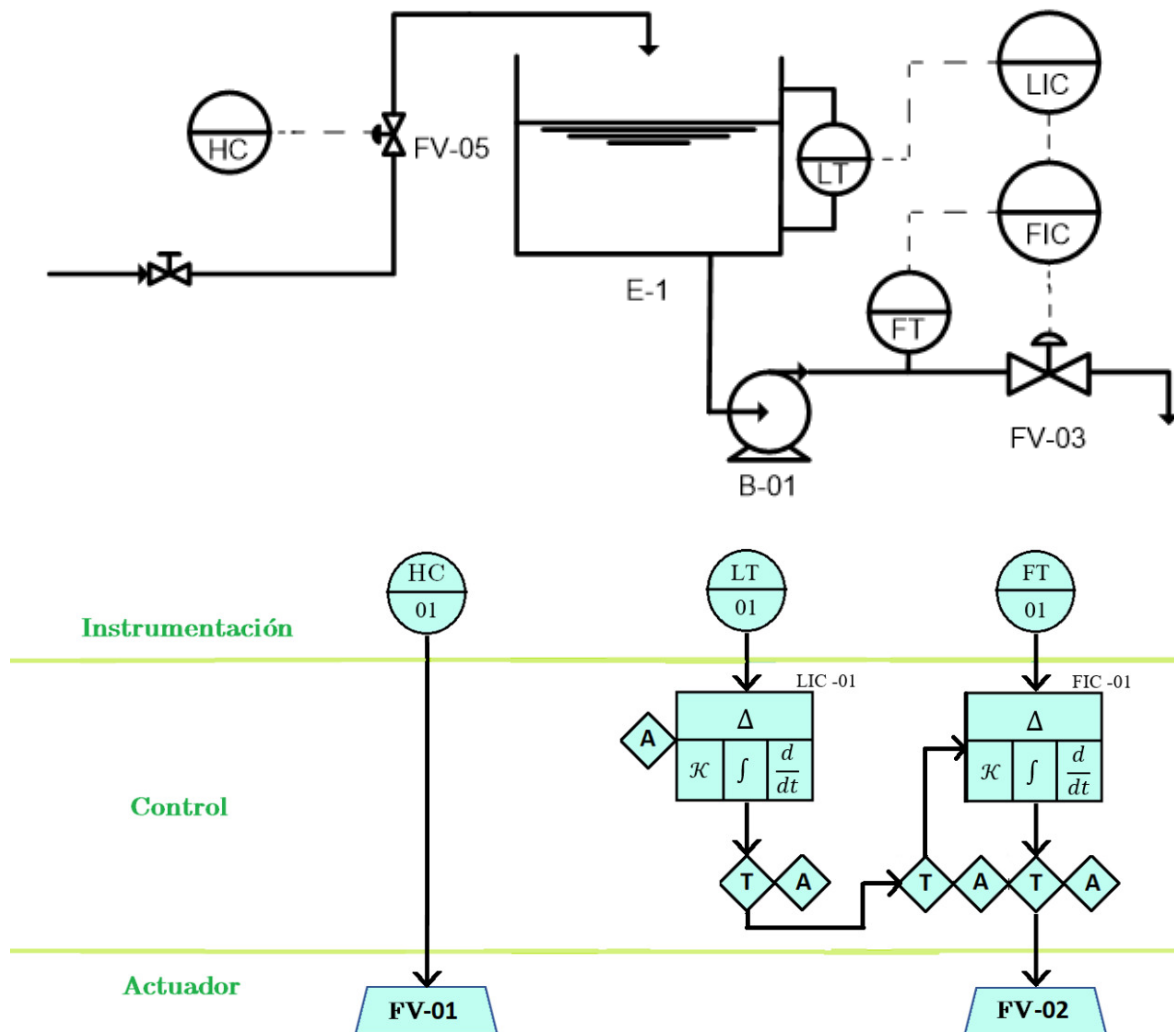 LIC
HC
FV-05
LT
FIC
E-1
FT
FV-03
B-01
HC
01
LT
01
FT
01
Instrumentación
LIC -01
FIC -01
Δ
Δ
A
𝒦 ∫ d/dt
𝒦 ∫ d/dt
Control
T A T A T A
Actuador
FV-01
FV-02